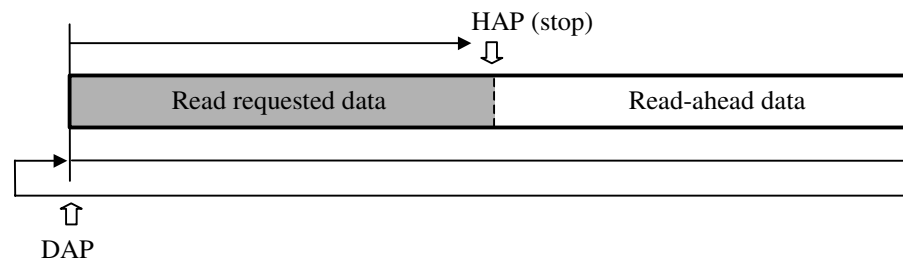 HAP (stop)
Read requested data
Read-ahead data
DAP